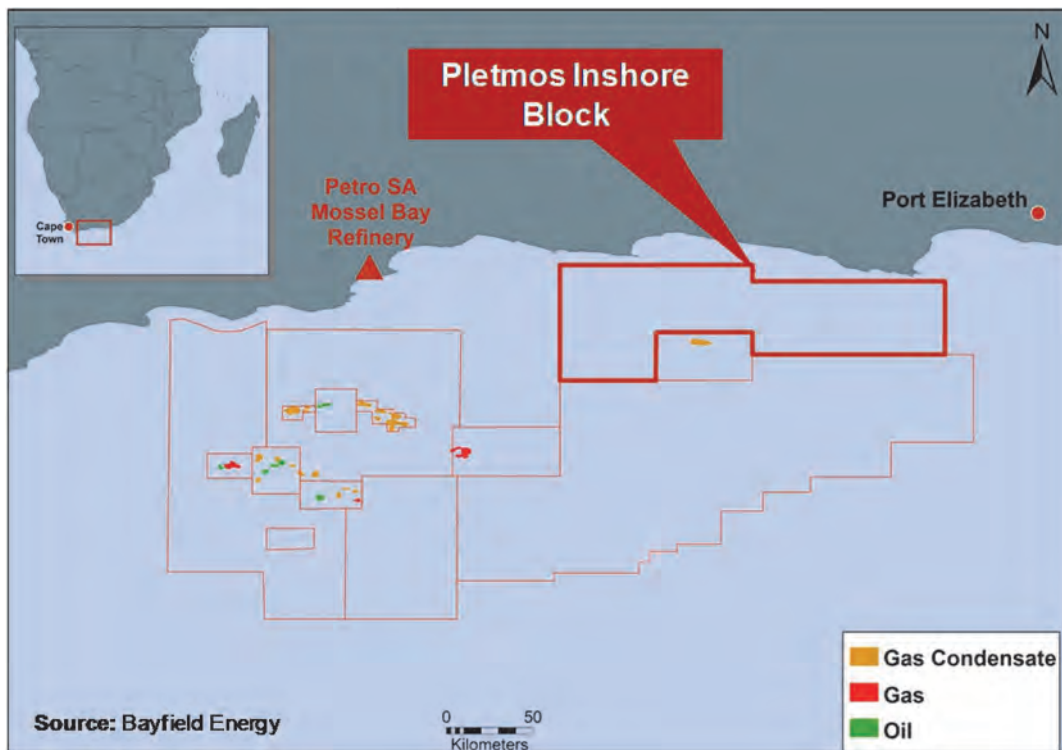 N
Pletmos Inshore
Block
Petro SA
Mossel Bay
Refinery
Port Elizabeth
Cape
Town
Gas Condensate
Gas
Oil
Source: Bayfield Energy
0 50
Kilometers